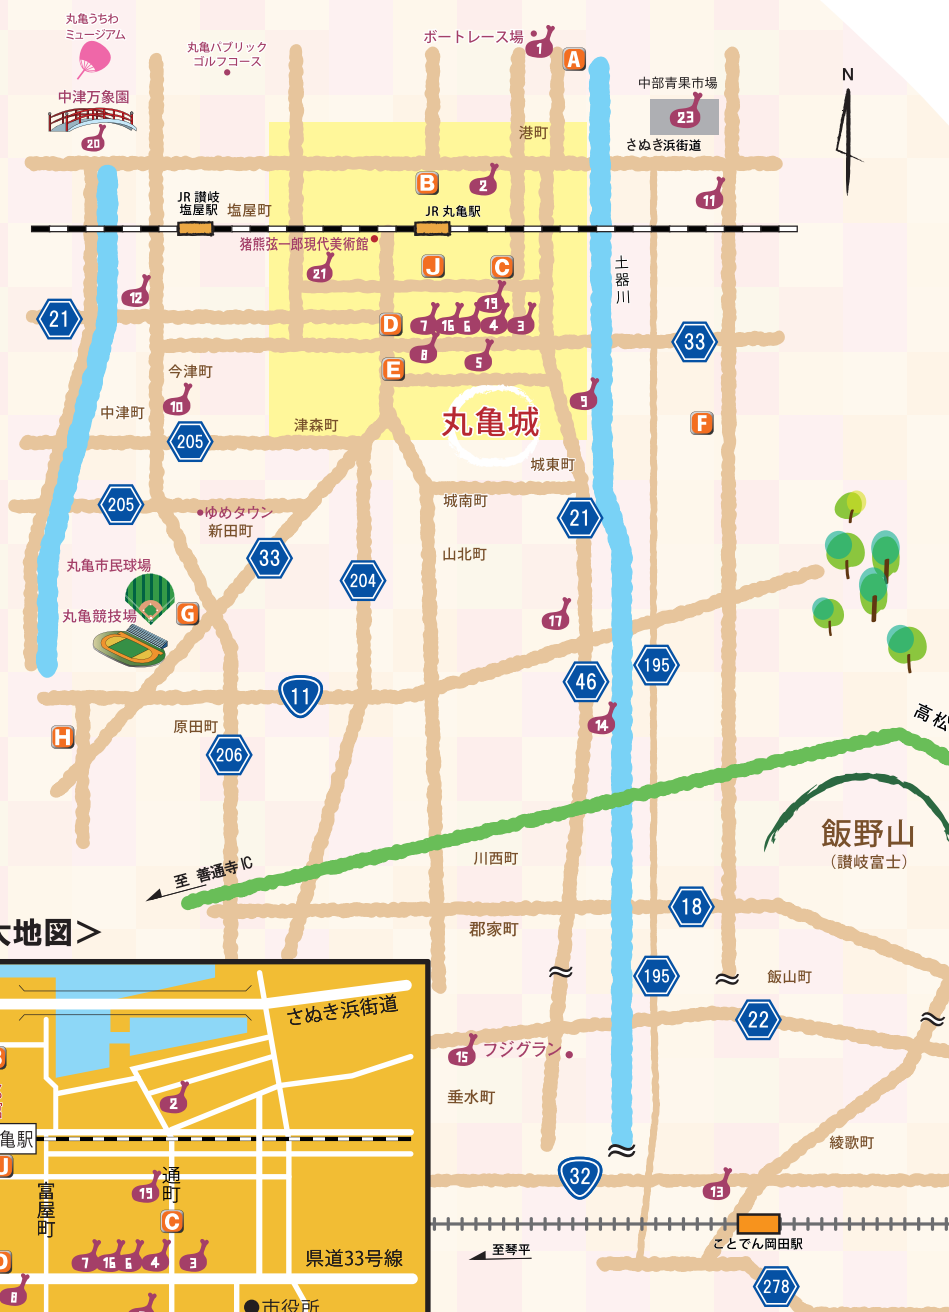 丸亀うちわ
ミュージアム
丸亀パブリック
ゴルフコース
ボートレース場
1
A
中部青果市場
23
さぬき浜街道
N
中津万象園
20
港町
B
2
11
JR 讃岐
塩屋駅
塩屋町
JR 丸亀駅
猪熊弦一郎現代美術館
21
J
C
土器川
12
21
19
D
7
16
6
4
3
33
8
5
E
今津町
10
9
中津町
丸亀城
F
津森町
205
城東町
205
城南町
ゆめタウン
新田町
21
33
山北町
204
丸亀市民球場
丸亀競技場
G
17
195
46
11
14
原田町
H
206
高松
飯野山
(讃岐富士)
川西町
至 善通寺IC
18
郡家町
大地図>
195
飯山町
22
さぬき浜街道
15
フジグラン
2
垂水町
亀駅
綾歌町
J
通町
19
富屋町
32
13
C
ことでん岡田駅
至琴平
7
16
6
4
3
県道33号線
D
8
278
市役所